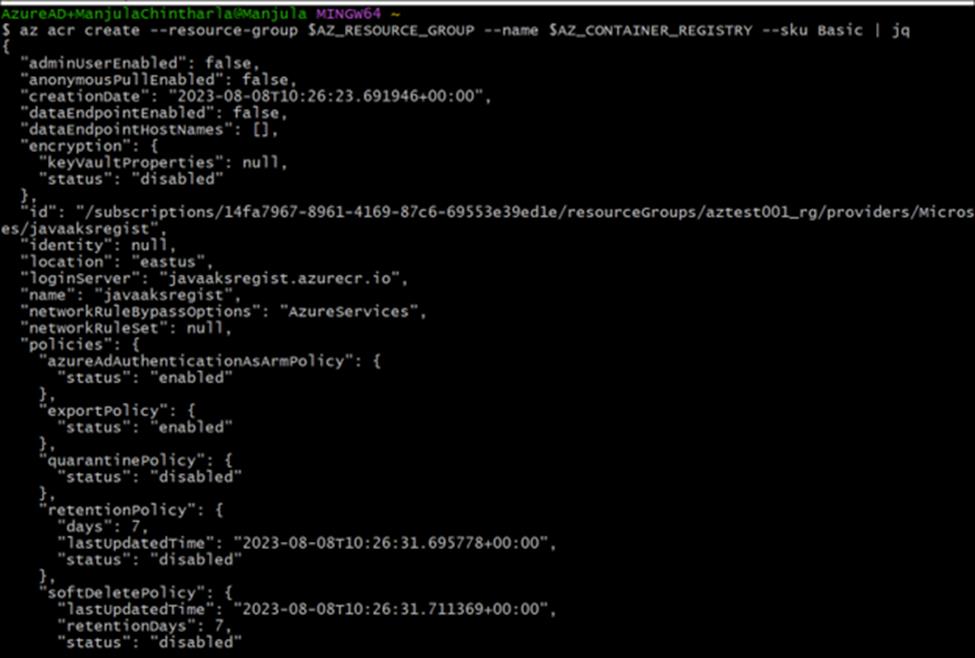 AzureAD+ManjulaChintharla@Manjula MINGW64 ~
$ az acr create --resource-group $AZ_RESOURCE_GROUP --name $AZ_CONTAINER_REGISTRY --sku Basic | jq
{
  "adminUserEnabled": false,
  "anonymousPullEnabled": false,
  "creationDate": "2023-08-08T10:26:23.691946+00:00",
  "dataEndpointEnabled": false,
  "dataEndpointHostNames": [],
  "encryption": {
    "keyVaultProperties": null,
    "status": "disabled"
  },
  "id": "/subscriptions/14fa7967-8961-4169-87c6-69553e39ed1e/resourceGroups/aztest001_rg/providers/Micros
es/javaaksregist",
  "identity": null,
  "location": "eastus",
  "loginServer": "javaaksregist.azurecr.io",
  "name": "javaaksregist",
  "networkRuleBypassOptions": "AzureServices",
  "networkRuleSet": null,
  "policies": {
    "azureAdAuthenticationAsArmPolicy": {
      "status": "enabled"
    },
    "exportPolicy": {
      "status": "enabled"
    },
    "quarantinePolicy": {
      "status": "disabled"
    },
    "retentionPolicy": {
      "days": 7,
      "lastUpdatedTime": "2023-08-08T10:26:31.695778+00:00",
      "status": "disabled"
    },
    "softDeletePolicy": {
      "lastUpdatedTime": "2023-08-08T10:26:31.711369+00:00",
      "retentionDays": 7,
      "status": "disabled"